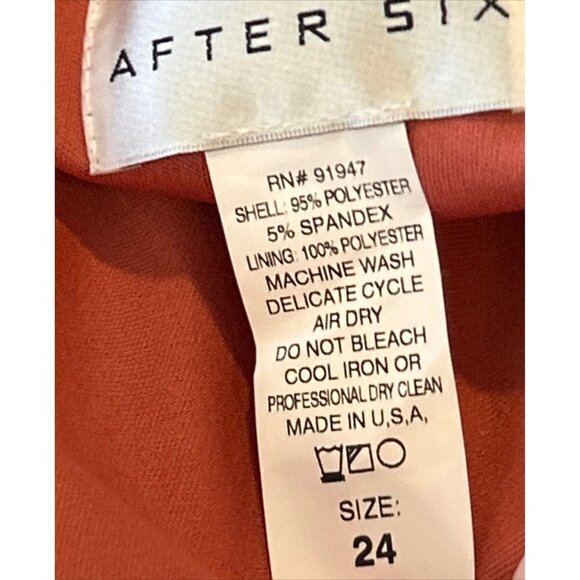 AFTER SIX
RN# 91947
SHELL: 95% POLYESTER
5% SPANDEX
LINING: 100% POLYESTER
MACHINE WASH
DELICATE CYCLE
AIR DRY
DO NOT BLEACH
COOL IRON OR
PROFESSIONAL DRY CLEAN
MADE IN U,S,A,
SIZE:
24